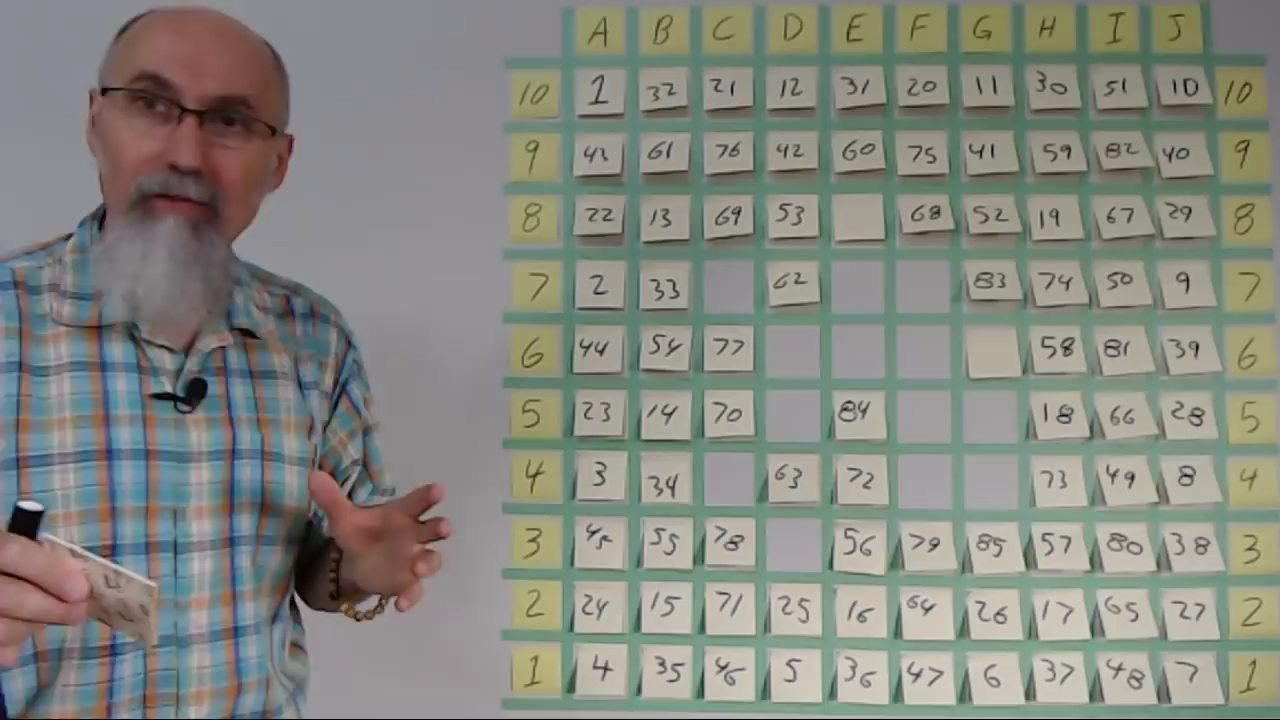 A B C D E F G H I J
10 1 32 21 12 31 20 11 30 51 10 10
9 43 61 76 42 60 75 41 59 82 40 9
8 22 13 69 53 68 52 19 67 29 8
7 2 33 62 83 74 50 9 7
6 44 54 77 58 81 39 6
5 23 14 70 84 18 66 28 5
4 3 34 63 72 73 49 8 4
3 45 55 78 56 79 85 57 80 38 3
2 24 15 71 25 16 64 26 17 65 27 2
1 4 35 46 5 36 47 6 37 48 7 1